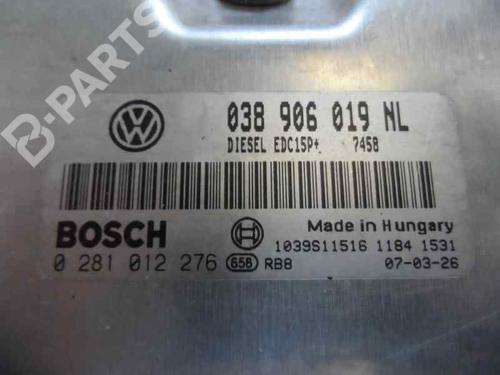 B-PARTS
038 906 019 NL
DIESEL EDC15P+ 7458
BOSCH
Made in Hungary
1039S11516 1184 1531
0 281 012 276 658 RB8 07-03-26